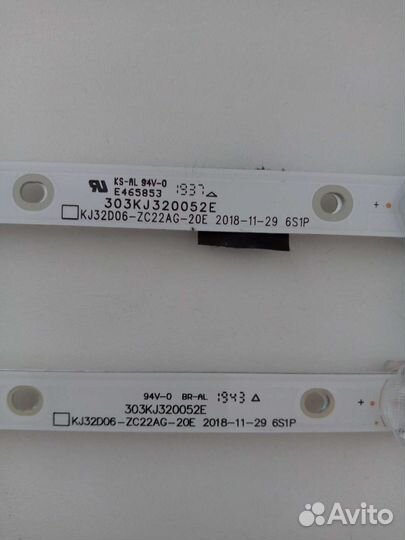 KS-AL 94V-0 1937
E465853
303KJ320052E
KJ32D06-ZC22AG-20E 2018-11-29 6S1P
+
94V-0 BR-AL 1943
303KJ320052E
KJ32D06-ZC22AG-20E 2018-11-29 6S1P
+
Avito